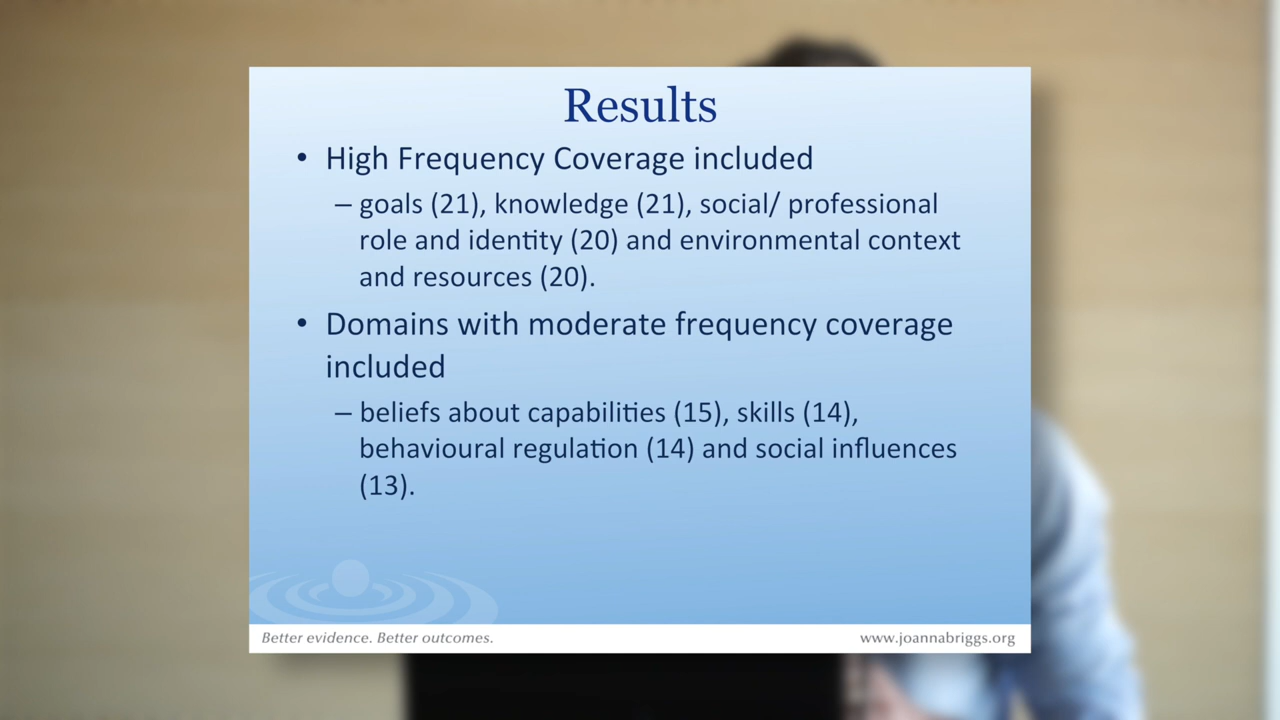 Results
• High Frequency Coverage included
– goals (21), knowledge (21), social/ professional
role and identity (20) and environmental context
and resources (20).
• Domains with moderate frequency coverage
included
– beliefs about capabilities (15), skills (14),
behavioural regulation (14) and social influences
(13).
Better evidence. Better outcomes.
www.joannabriggs.org